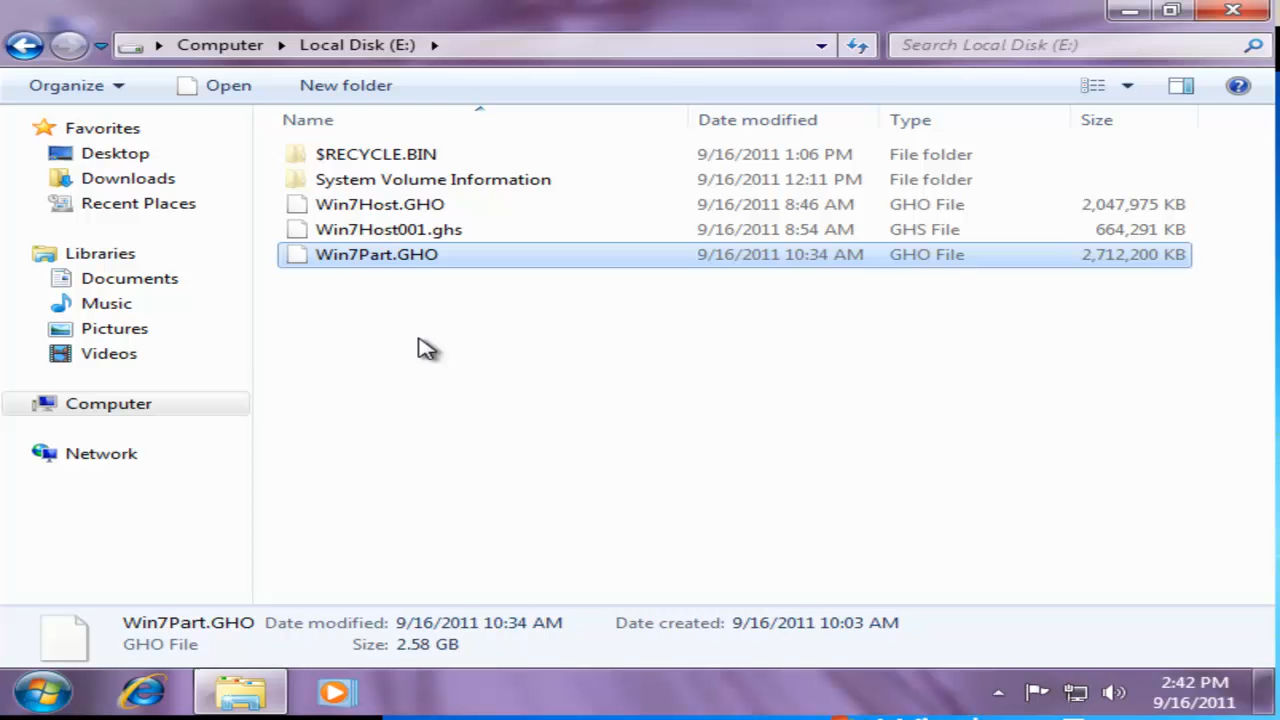 Computer Local Disk (E:) Search Local Disk (E:)
Organize Open New folder
Name Date modified Type Size
Favorites
Desktop
Downloads
Recent Places
Libraries
Documents
Music
Pictures
Videos
Computer
Network
$RECYCLE.BIN 9/16/2011 1:06 PM File folder
System Volume Information 9/16/2011 12:11 PM File folder
Win7Host.GHO 9/16/2011 8:46 AM GHO File 2,047,975 KB
Win7Host001.ghs 9/16/2011 8:54 AM GHS File 664,291 KB
Win7Part.GHO 9/16/2011 10:34 AM GHO File 2,712,200 KB
Win7Part.GHO Date modified: 9/16/2011 10:34 AM Date created: 9/16/2011 10:03 AM
GHO File Size: 2.58 GB
2:42 PM
9/16/2011